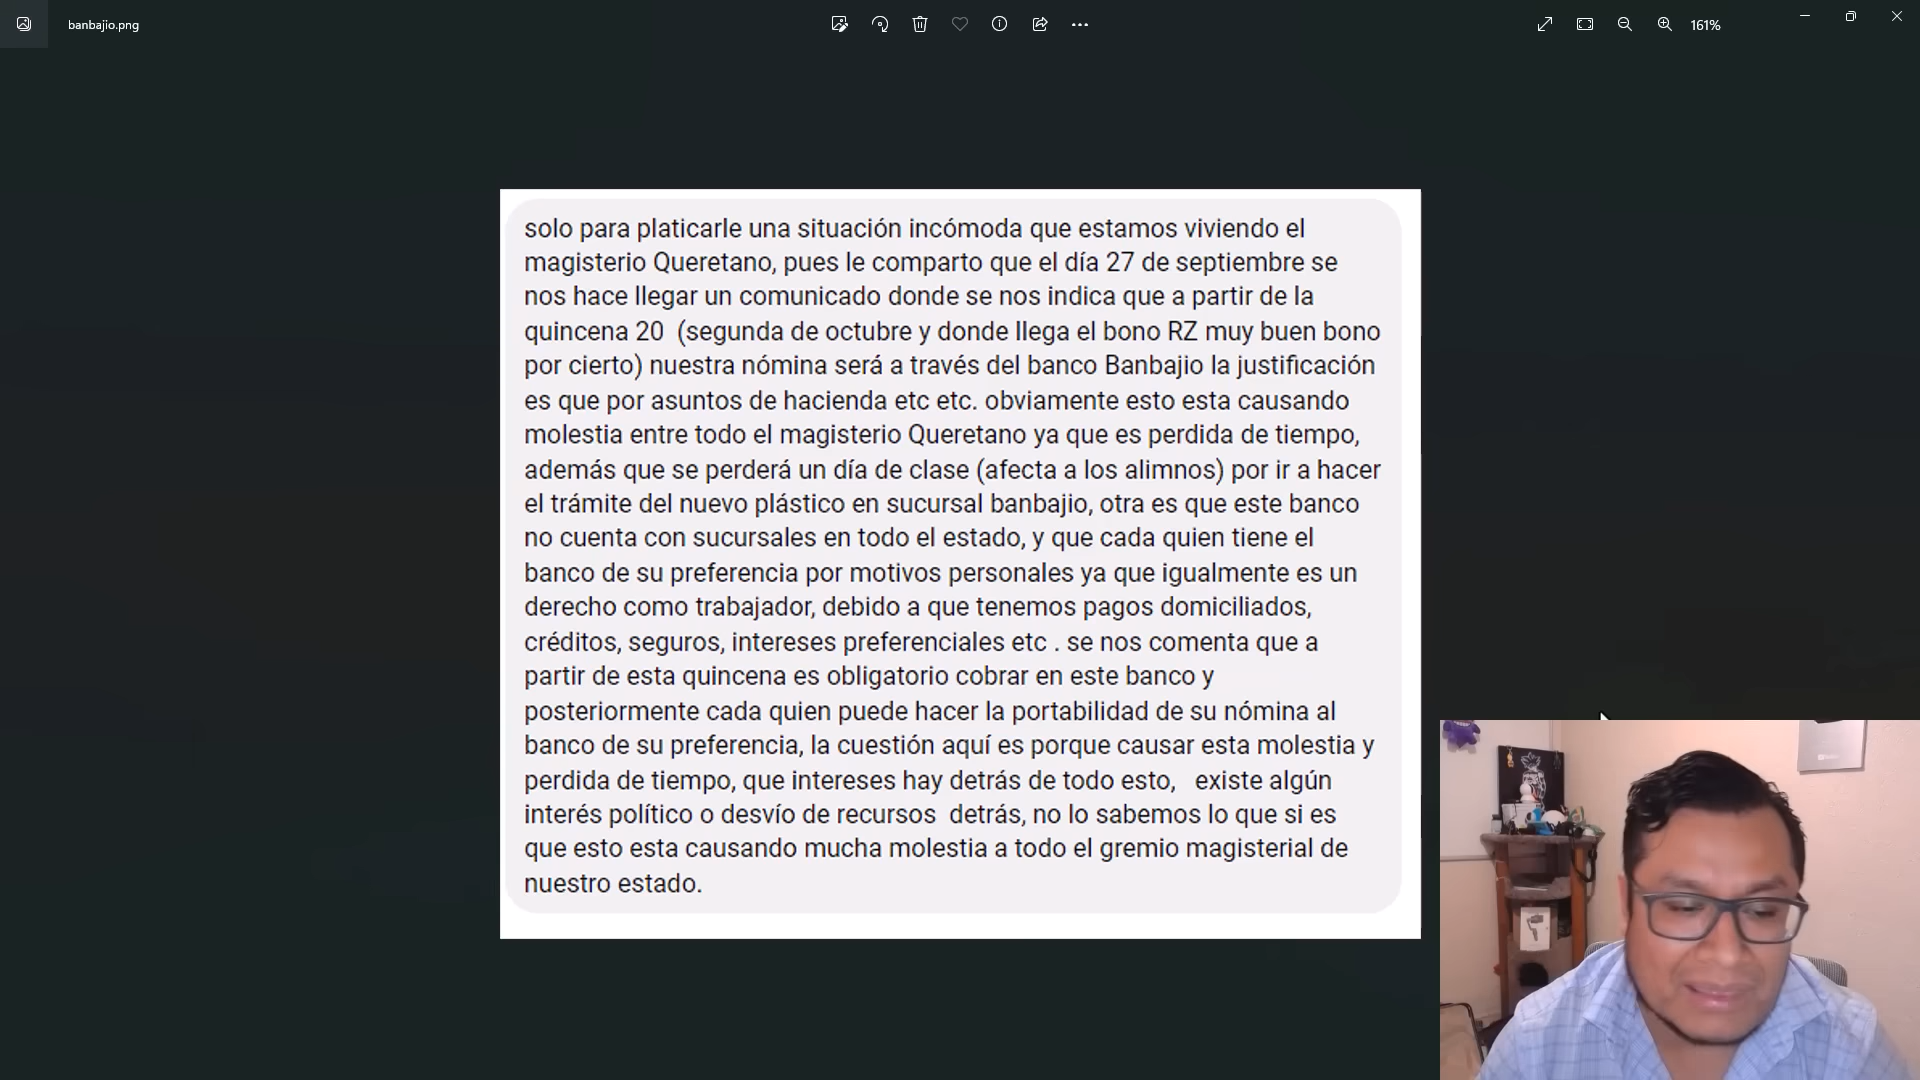 banbajio.png
161%
solo para platicarle una situación incómoda que estamos viviendo el
magisterio Queretano, pues le comparto que el día 27 de septiembre se
nos hace llegar un comunicado donde se nos indica que a partir de la
quincena 20  (segunda de octubre y donde llega el bono RZ muy buen bono
por cierto) nuestra nómina será a través del banco Banbajio la justificación
es que por asuntos de hacienda etc etc. obviamente esto esta causando
molestia entre todo el magisterio Queretano ya que es perdida de tiempo,
además que se perderá un día de clase (afecta a los alimnos) por ir a hacer
el trámite del nuevo plástico en sucursal banbajio, otra es que este banco
no cuenta con sucursales en todo el estado, y que cada quien tiene el
banco de su preferencia por motivos personales ya que igualmente es un
derecho como trabajador, debido a que tenemos pagos domiciliados,
créditos, seguros, intereses preferenciales etc . se nos comenta que a
partir de esta quincena es obligatorio cobrar en este banco y
posteriormente cada quien puede hacer la portabilidad de su nómina al
banco de su preferencia, la cuestión aquí es porque causar esta molestia y
perdida de tiempo, que intereses hay detrás de todo esto,   existe algún
interés político o desvío de recursos  detrás, no lo sabemos lo que si es
que esto esta causando mucha molestia a todo el gremio magisterial de
nuestro estado.